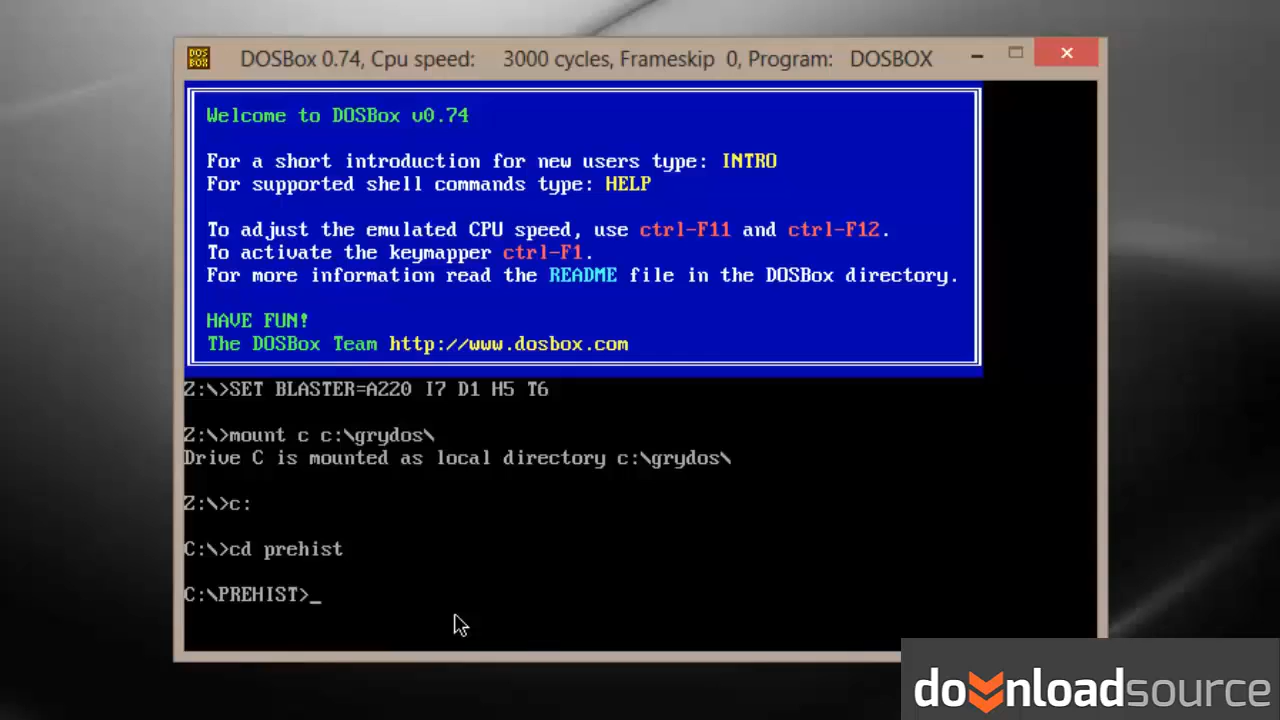 DOSBox 0.74, Cpu speed: 3000 cycles, Frameskip 0, Program: DOSBOX
Welcome to DOSBox v0.74
For a short introduction for new users type: INTRO
For supported shell commands type: HELP
To adjust the emulated CPU speed, use ctrl-F11 and ctrl-F12.
To activate the keymapper ctrl-F1.
For more information read the README file in the DOSBox directory.
HAVE FUN!
The DOSBox Team http://www.dosbox.com
Z:\>SET BLASTER=A220 I7 D1 H5 T6
Z:\>mount c c:\grydos\
Drive C is mounted as local directory c:\grydos\
Z:\>c:
C:\>cd prehist
C:\PREHIST>_
downloadsource